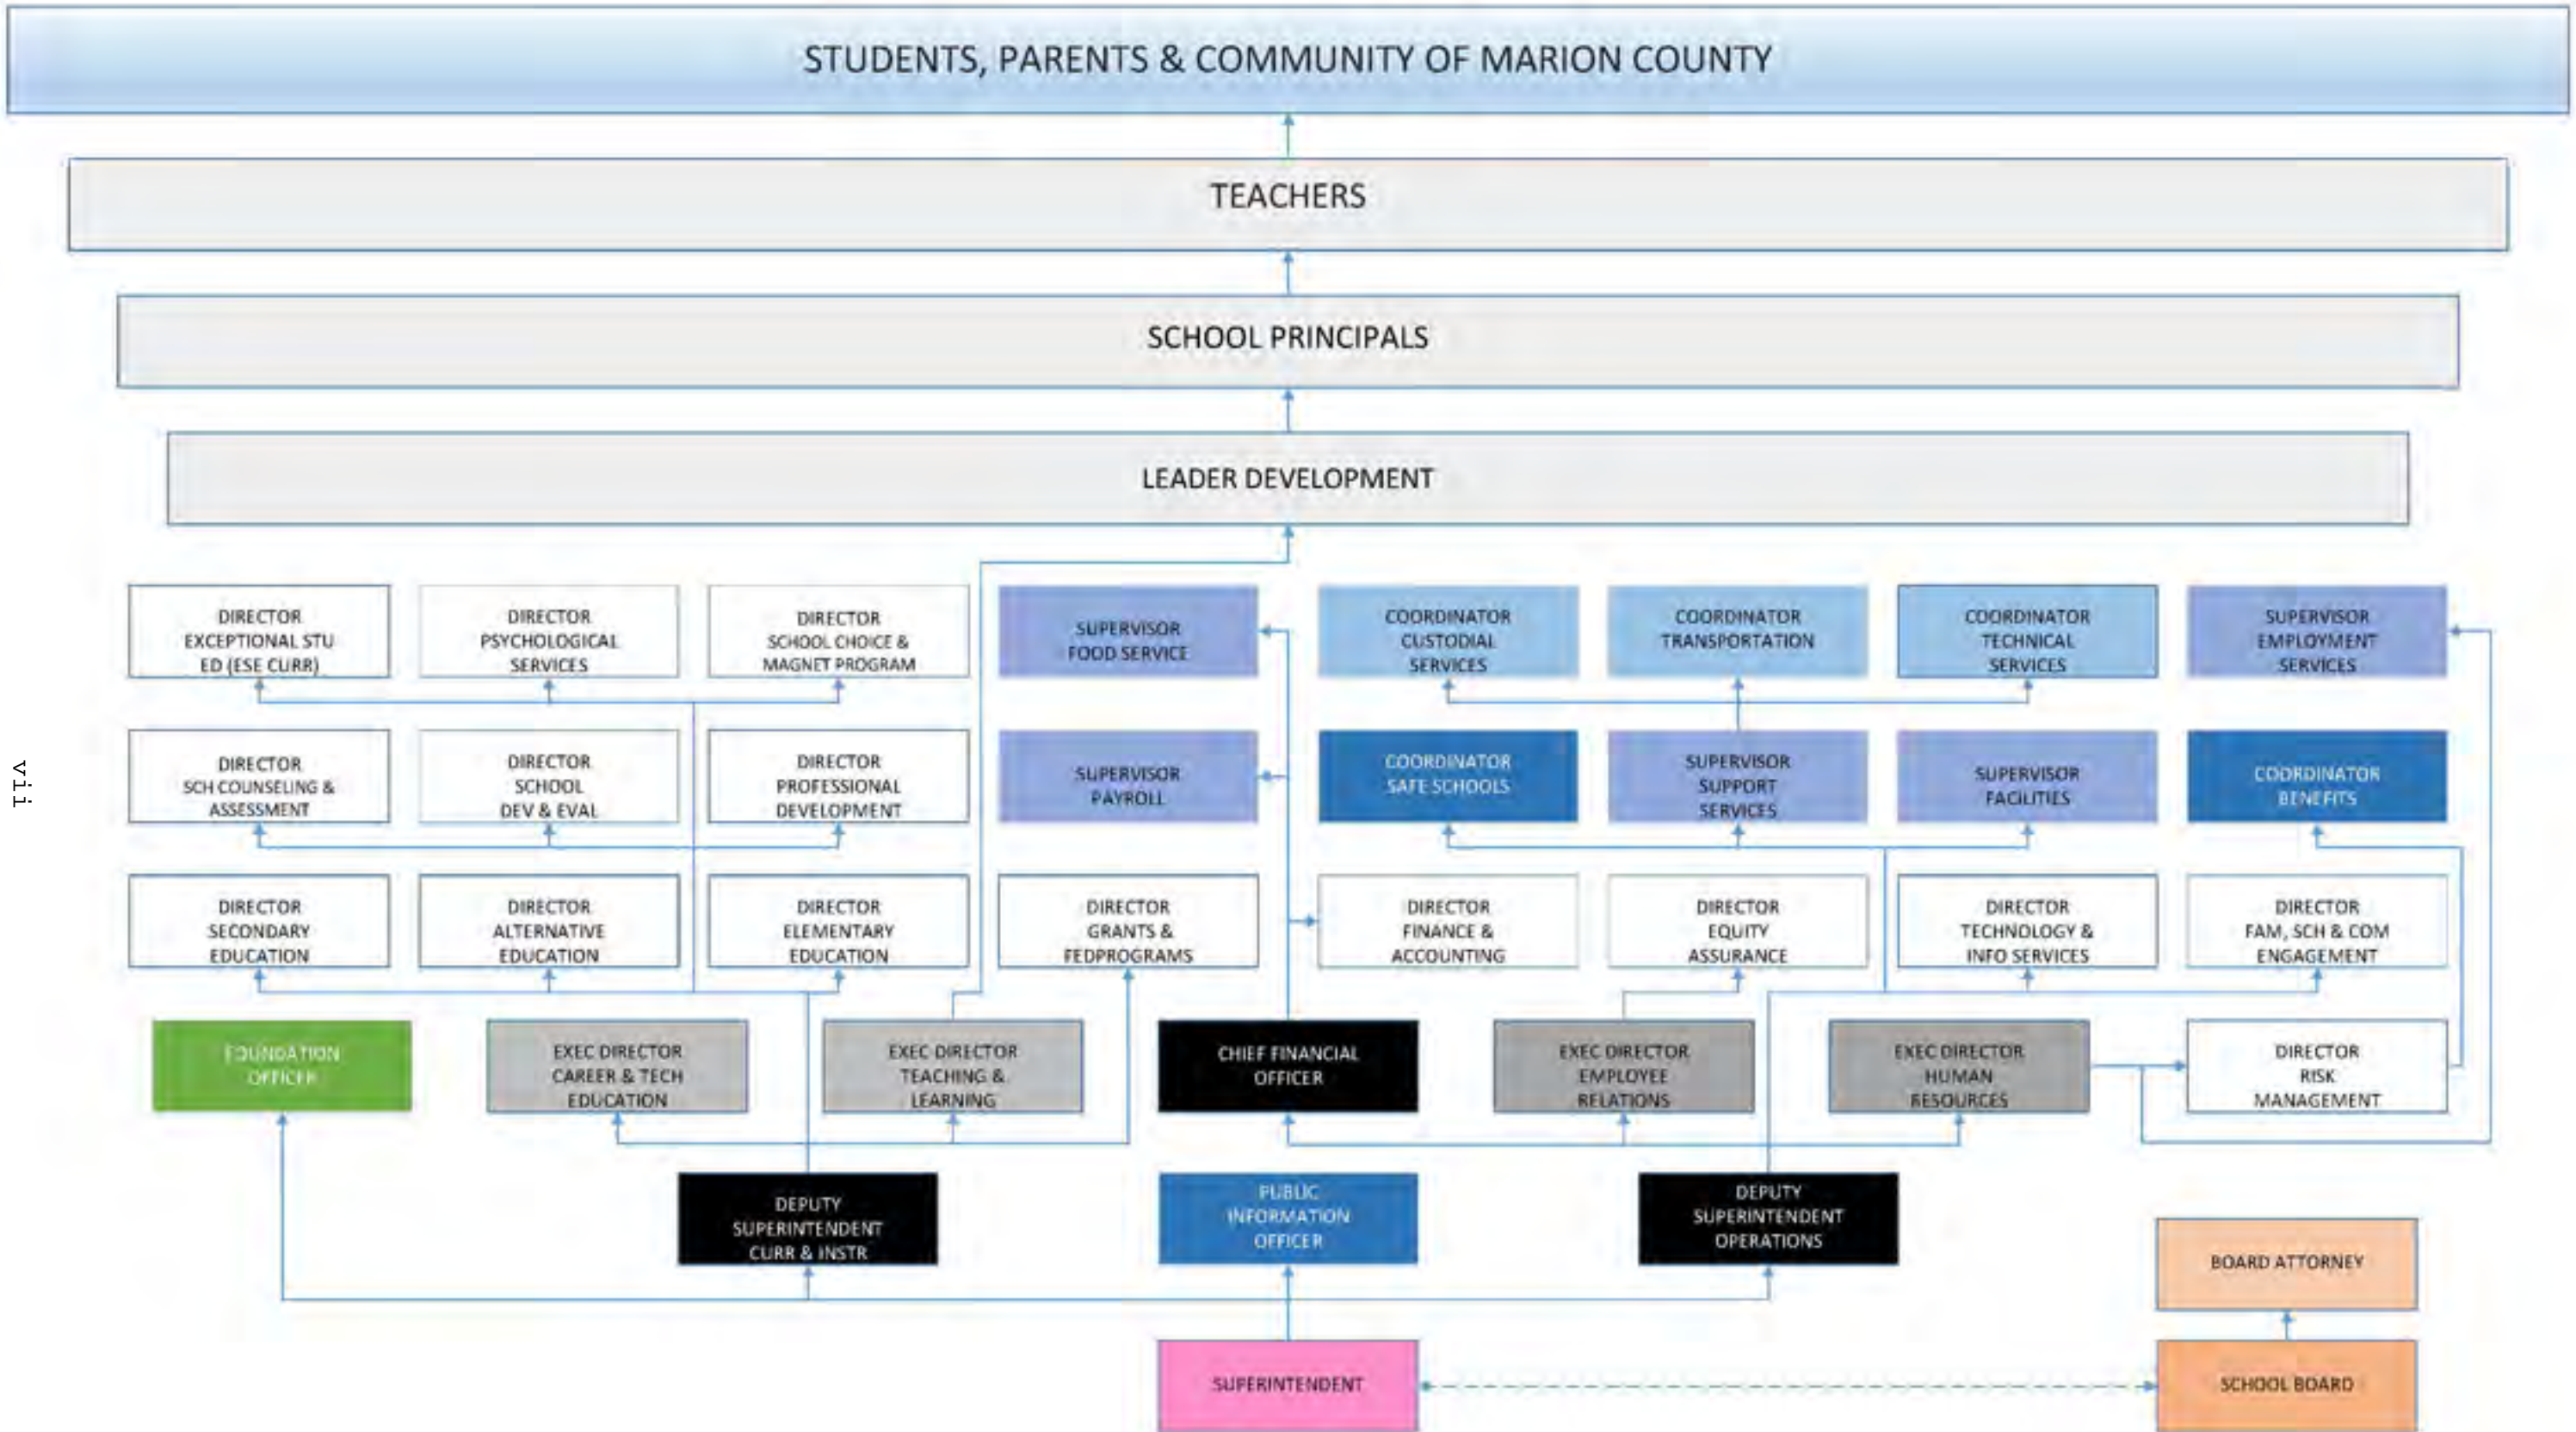 STUDENTS, PARENTS & COMMUNITY OF MARION COUNTY
TEACHERS
SCHOOL PRINCIPALS
LEADER DEVELOPMENT
DIRECTOR
EXCEPTIONAL STU
ED (ESE CURR)
DIRECTOR
PSYCHOLOGICAL
SERVICES
DIRECTOR
SCHOOL CHOICE &
MAGNET PROGRAM
SUPERVISOR
FOOD SERVICE
COORDINATOR
CUSTODIAL
SERVICES
COORDINATOR
TRANSPORTATION
COORDINATOR
TECHNICAL
SERVICES
SUPERVISOR
EMPLOYMENT
SERVICES
DIRECTOR
SCH COUNSELING &
ASSESSMENT
DIRECTOR
SCHOOL
DEV & EVAL
DIRECTOR
PROFESSIONAL
DEVELOPMENT
SUPERVISOR
PAYROLL
COORDINATOR
SAFE SCHOOLS
SUPERVISOR
SUPPORT
SERVICES
SUPERVISOR
FACILITIES
COORDINATOR
BENEFITS
DIRECTOR
SECONDARY
EDUCATION
DIRECTOR
ALTERNATIVE
EDUCATION
DIRECTOR
ELEMENTARY
EDUCATION
DIRECTOR
GRANTS &
FEDPROGRAMS
DIRECTOR
FINANCE &
ACCOUNTING
DIRECTOR
EQUITY
ASSURANCE
DIRECTOR
TECHNOLOGY &
INFO SERVICES
DIRECTOR
FAM, SCH & COM
ENGAGEMENT
FOUNDATION
OFFICER
EXEC DIRECTOR
CAREER & TECH
EDUCATION
EXEC DIRECTOR
TEACHING &
LEARNING
CHIEF FINANCIAL
OFFICER
EXEC DIRECTOR
EMPLOYEE
RELATIONS
EXEC DIRECTOR
HUMAN
RESOURCES
DIRECTOR
RISK
MANAGEMENT
DEPUTY
SUPERINTENDENT
CURR & INSTR
PUBLIC
INFORMATION
OFFICER
DEPUTY
SUPERINTENDENT
OPERATIONS
BOARD ATTORNEY
SUPERINTENDENT
SCHOOL BOARD
vii